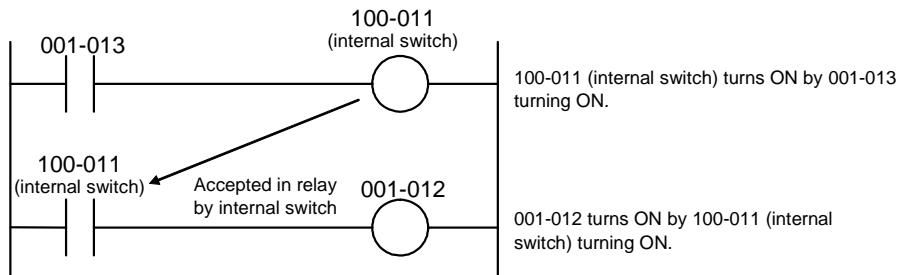 100-011
(internal switch)
001-013
100-011 (internal switch) turns ON by 001-013
turning ON.
100-011
(internal switch)
Accepted in relay
by internal switch
001-012
001-012 turns ON by 100-011 (internal
switch) turning ON.